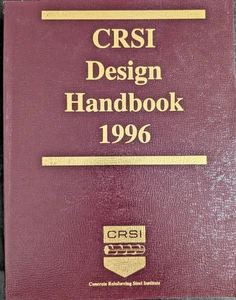 CRSI
Design
Handbook
1996
CRSI
Concrete Reinforcing Steel Institute